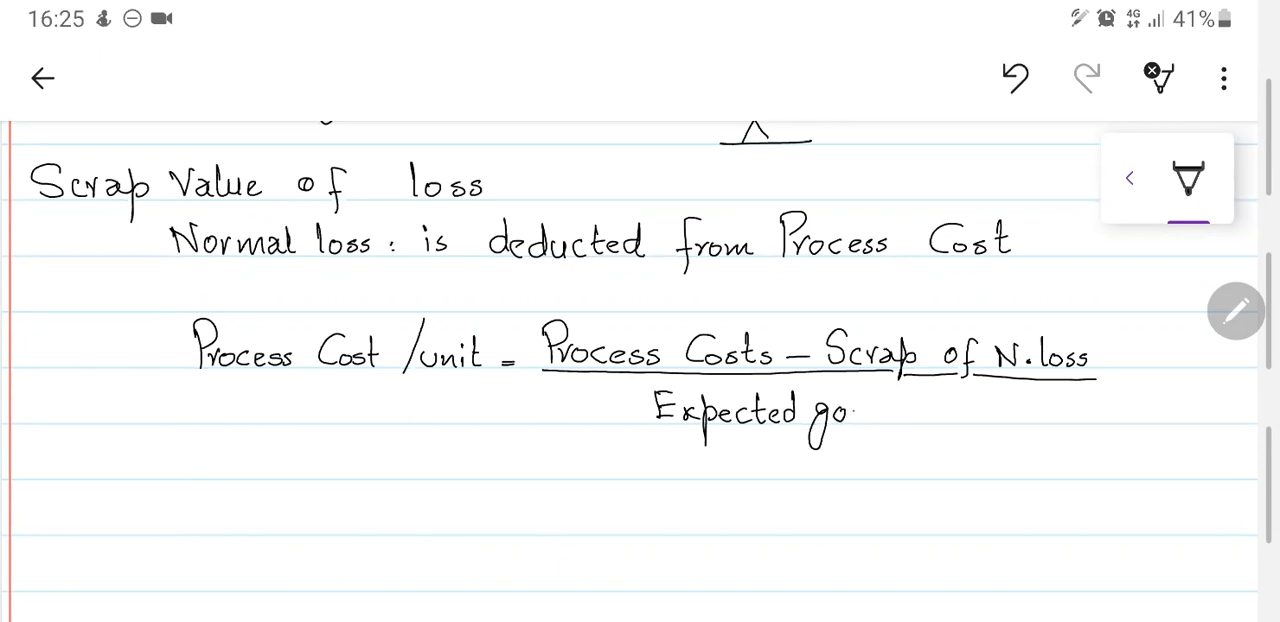 16:25 4G 41%
Scrap Value of loss
Normal loss : is deducted from Process Cost
Process Cost /unit = Process Costs - Scrap of N. loss
Expected go